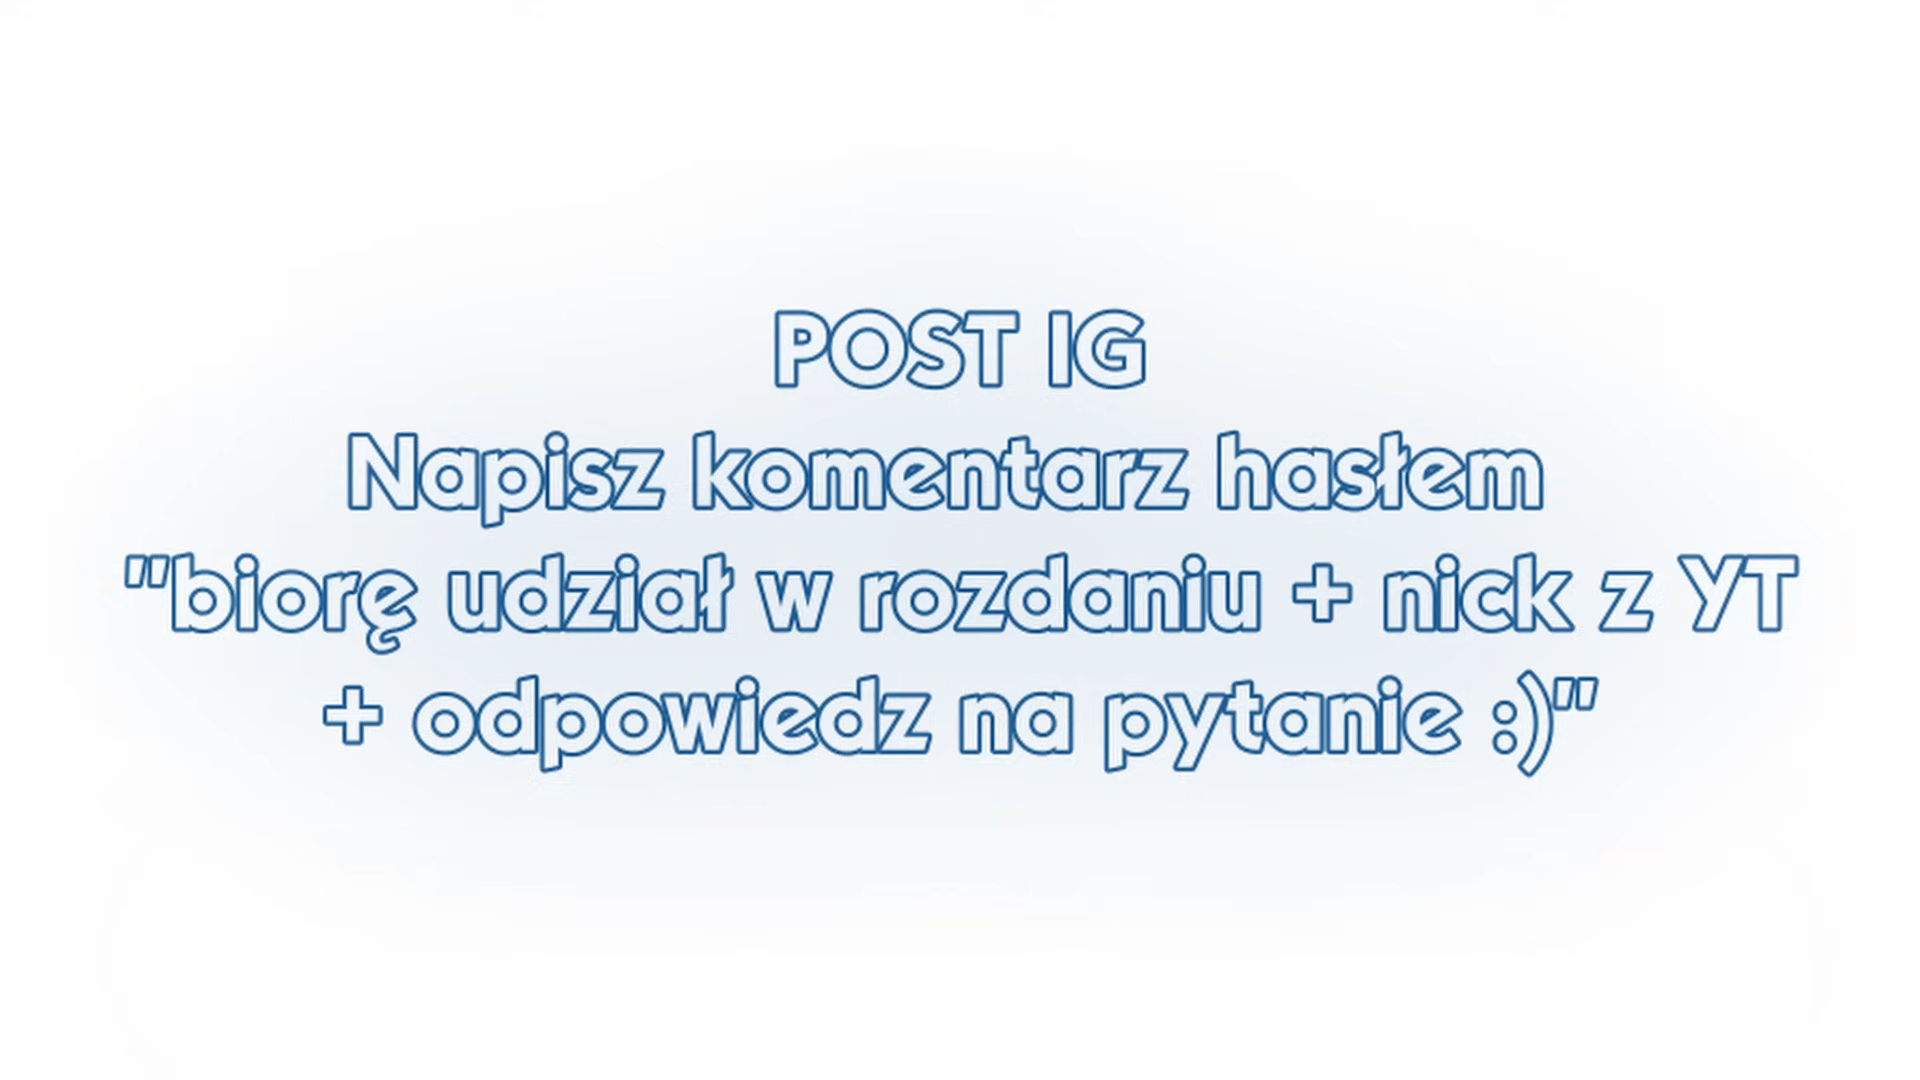 POST IG
Napisz komentarz hasłem
"biorę udział w rozdaniu + nick z YT
+ odpowiedz na pytanie :)"